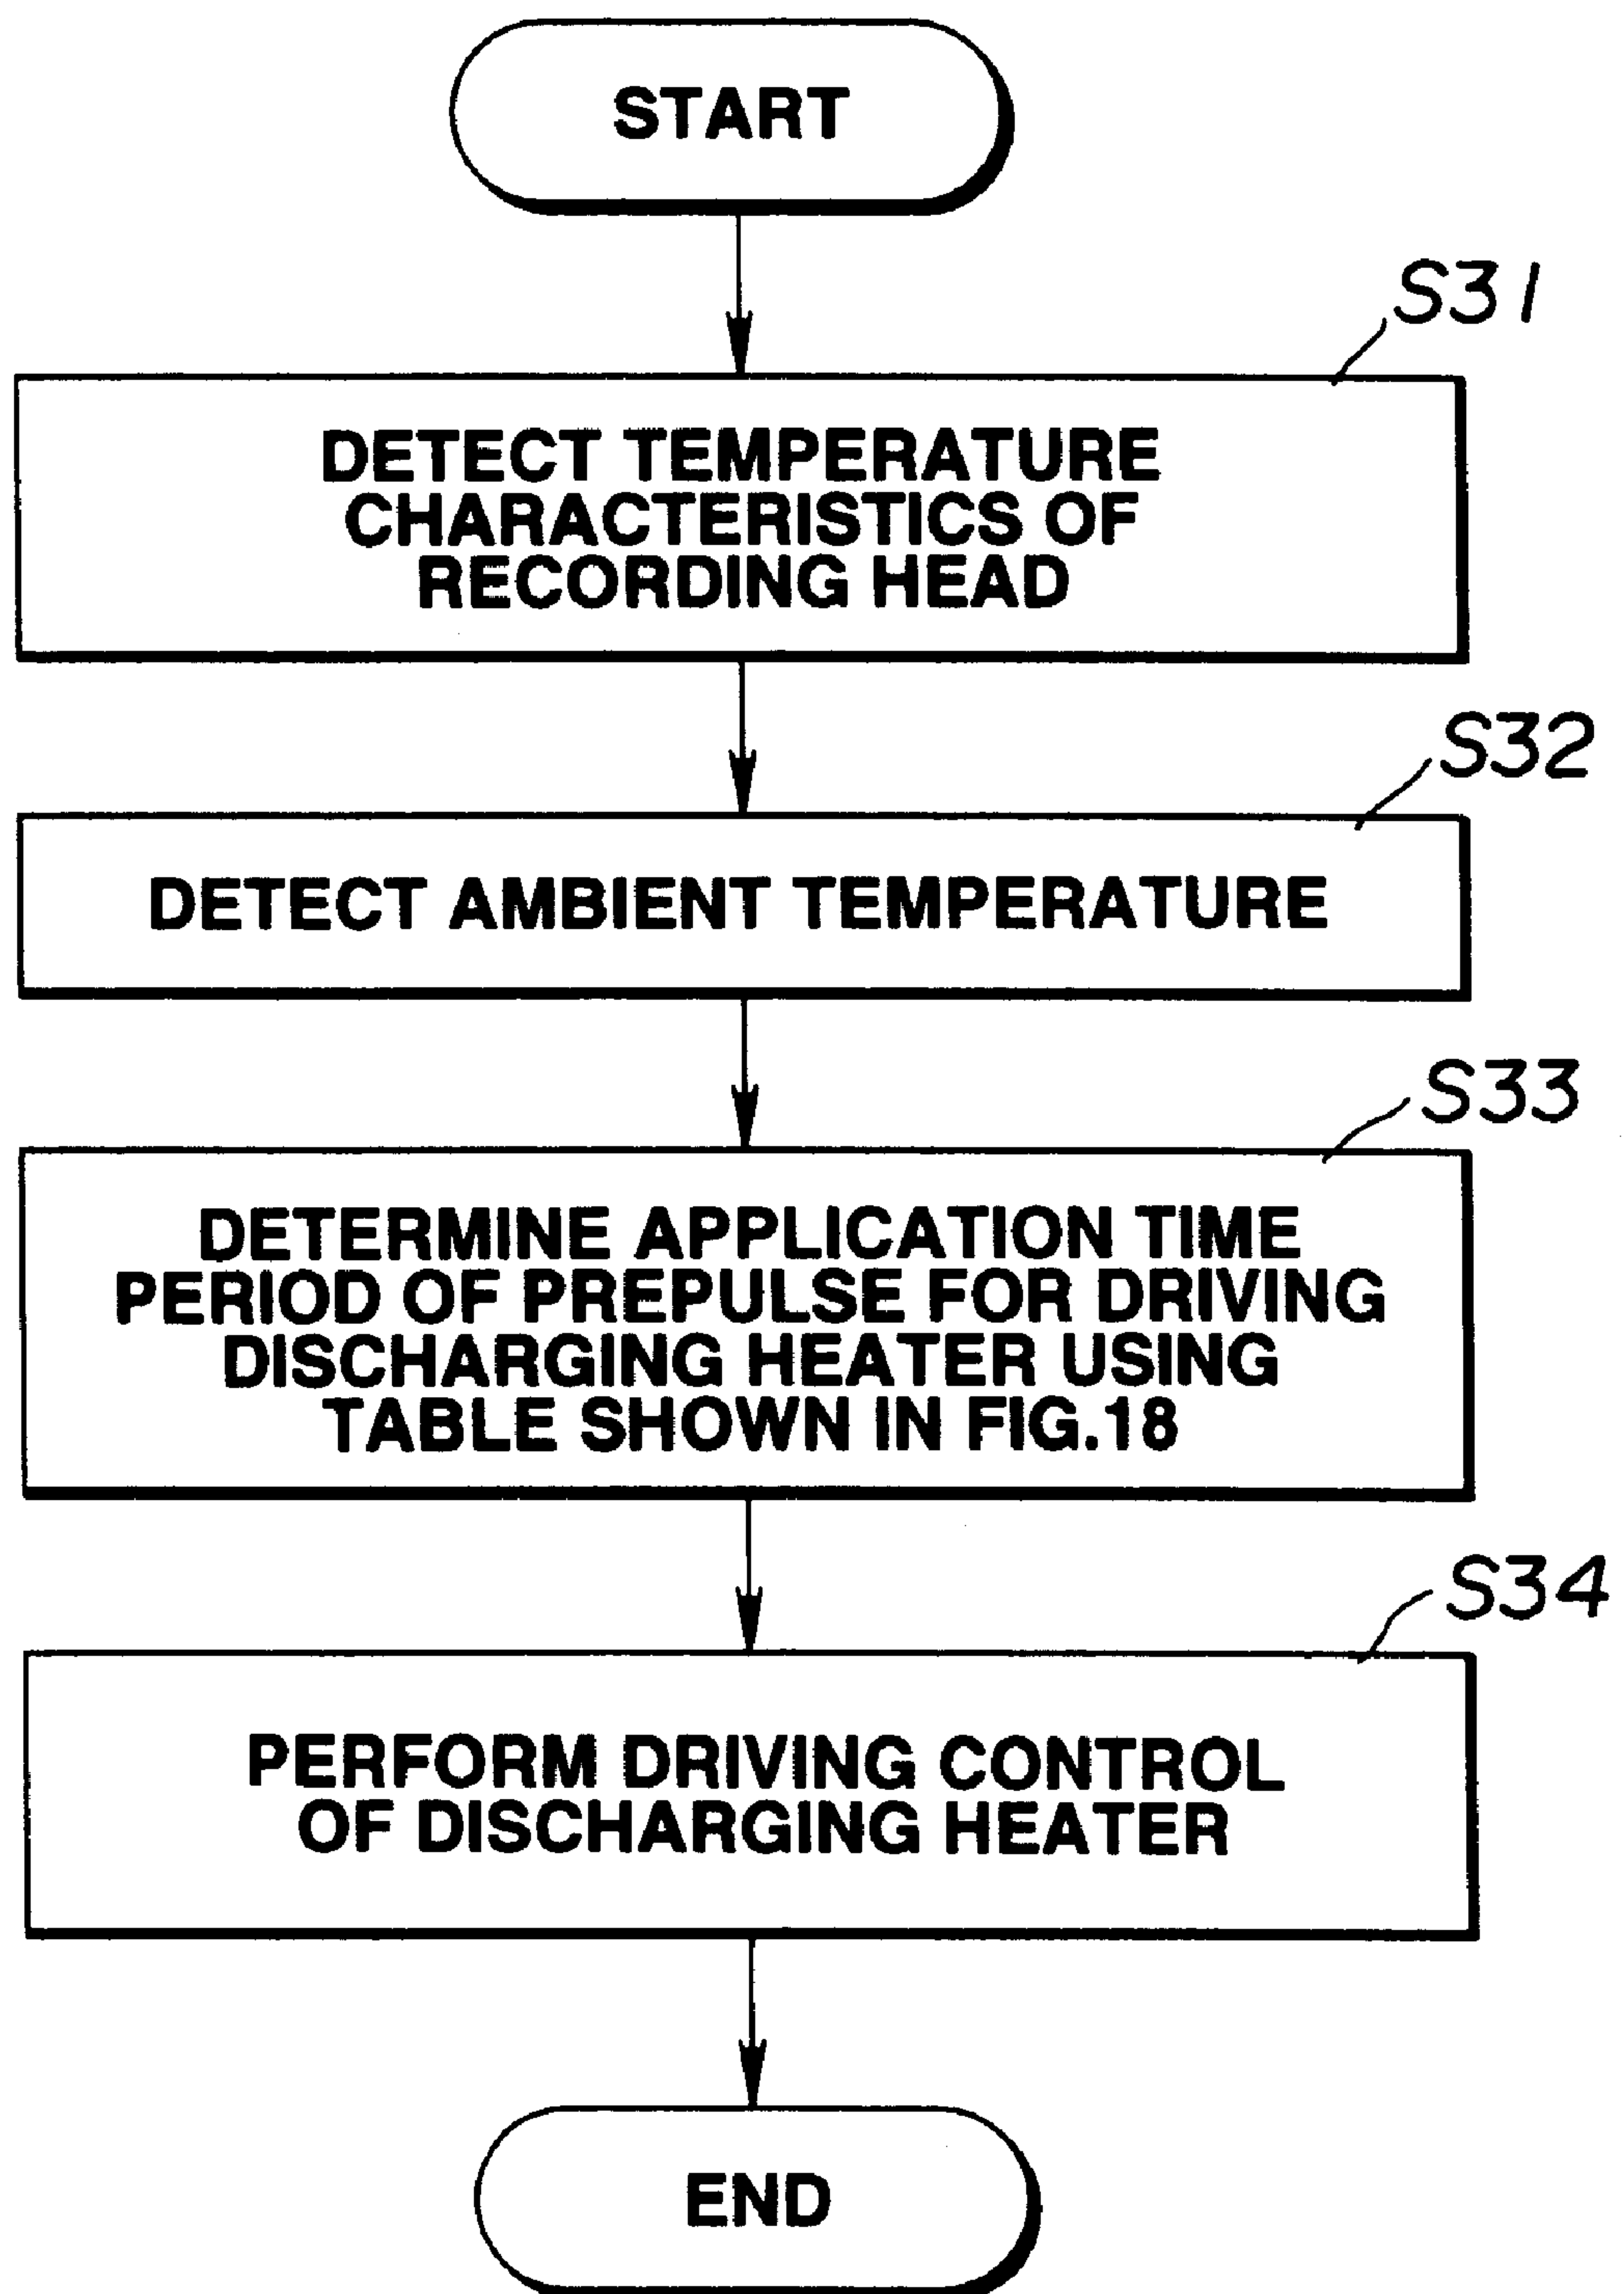 START
S31
DETECT TEMPERATURE
CHARACTERISTICS OF
RECORDING HEAD
S32
DETECT AMBIENT TEMPERATURE
S33
DETERMINE APPLICATION TIME
PERIOD OF PREPULSE FOR DRIVING
DISCHARGING HEATER USING
TABLE SHOWN IN FIG.18
S34
PERFORM DRIVING CONTROL
OF DISCHARGING HEATER
END